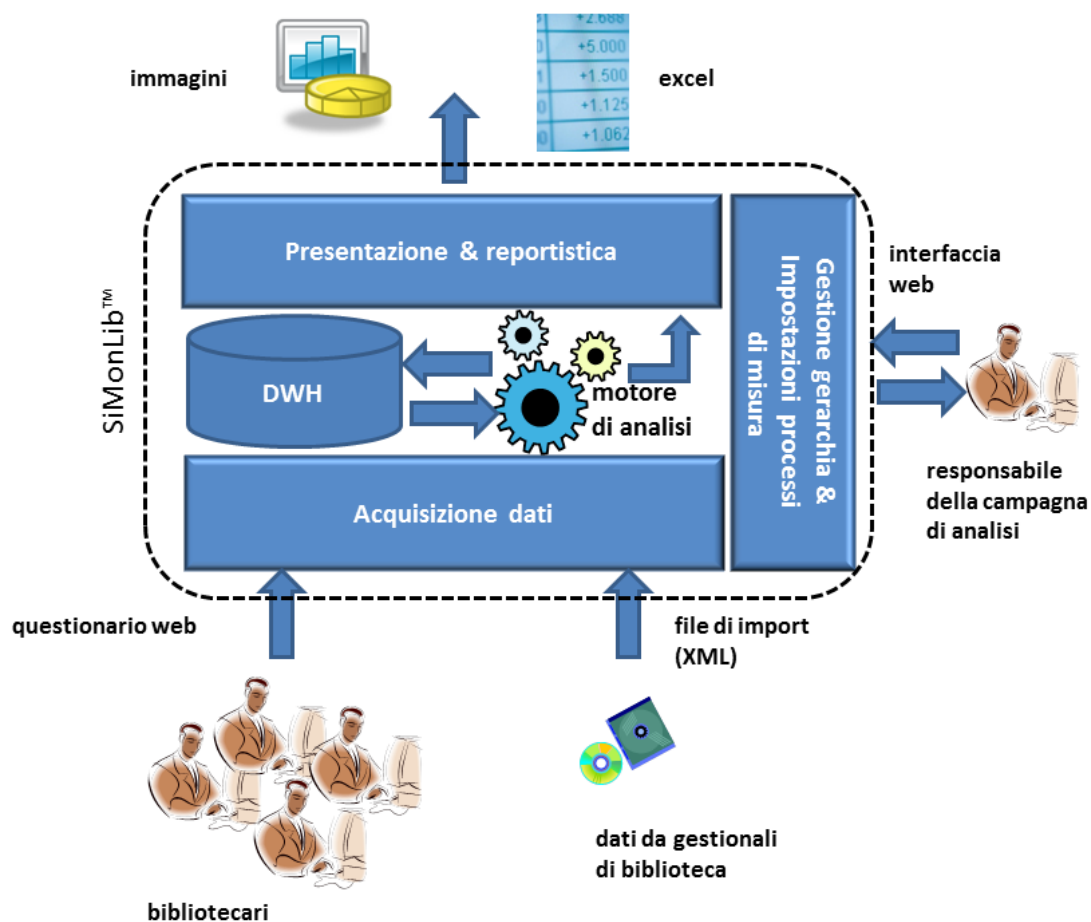 immagini
excel
+2.688
+5.000
+1.500
+1.125
+1.062
SiMonLib™
Presentazione & reportistica
Gestione gerarchia &
Impostazioni processi
di misura
interfaccia
web
DWH
motore
di analisi
Acquisizione dati
responsabile
della campagna
di analisi
questionario web
file di import
(XML)
dati da gestionali
di biblioteca
bibliotecari